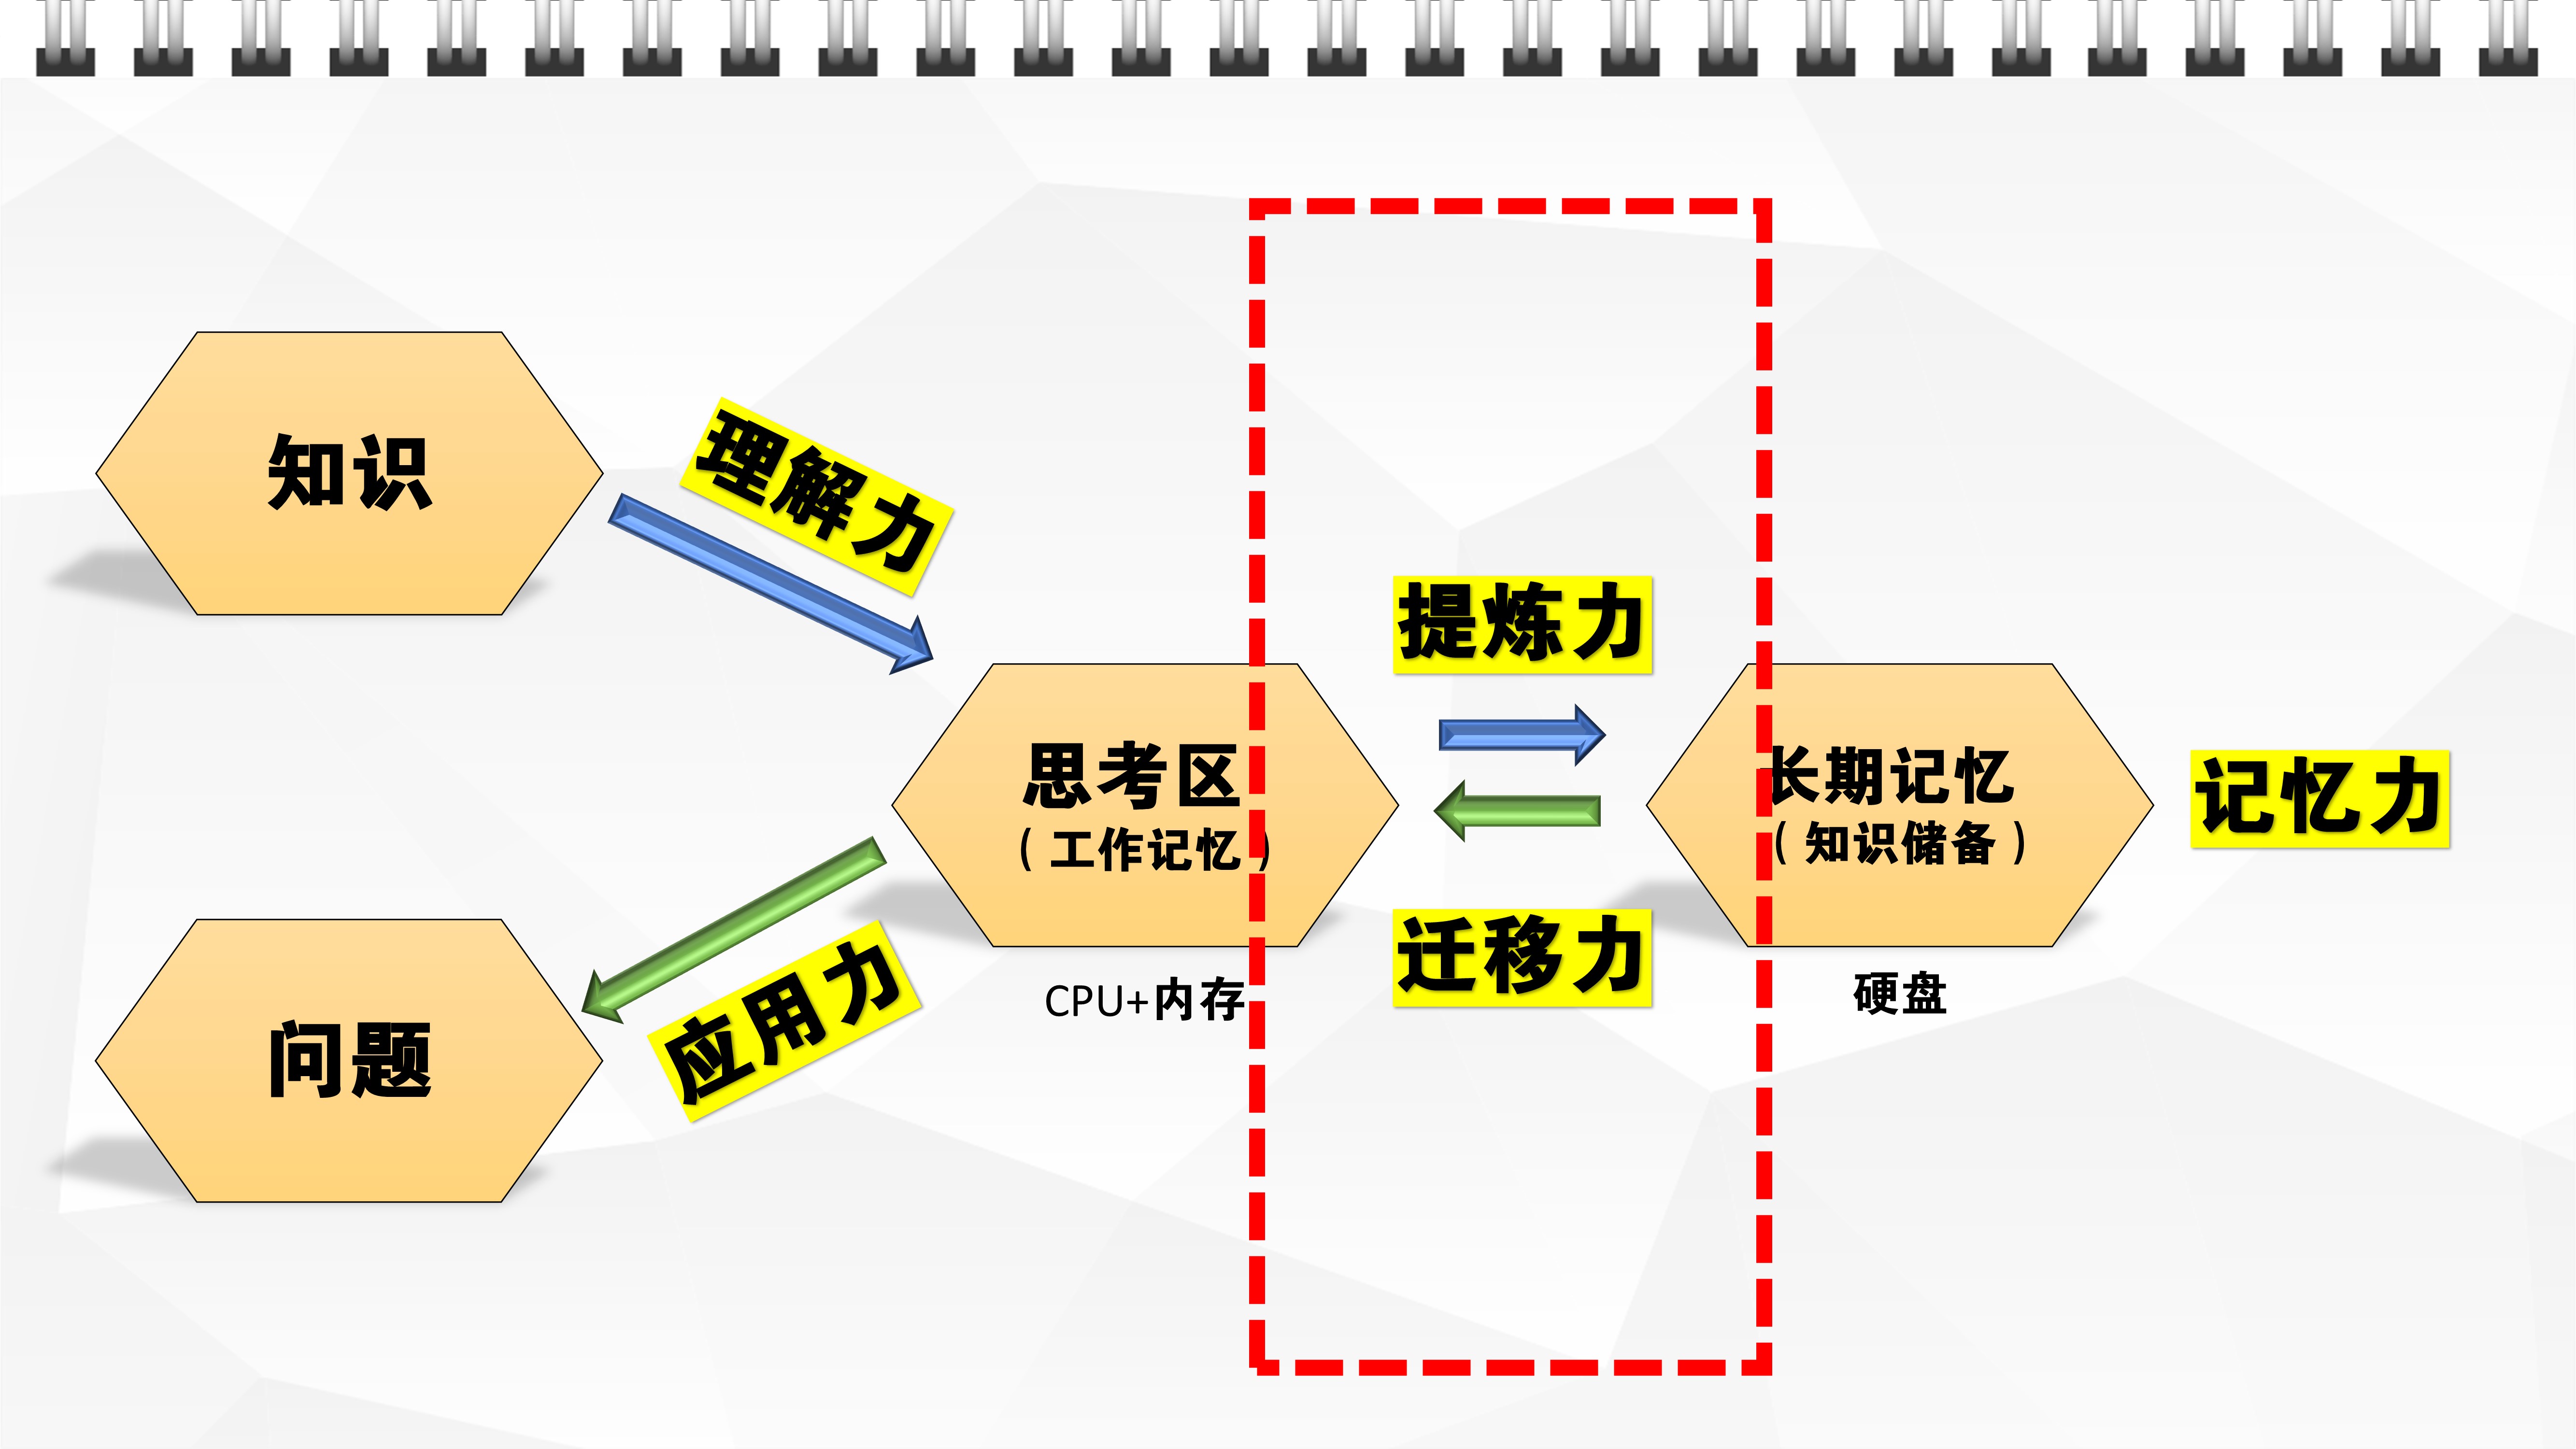 知识
理解力
提炼力
思考区
（工作记忆）
长期记忆
（知识储备）
记忆力
CPU+内存
迁移力
硬盘
应用力
问题